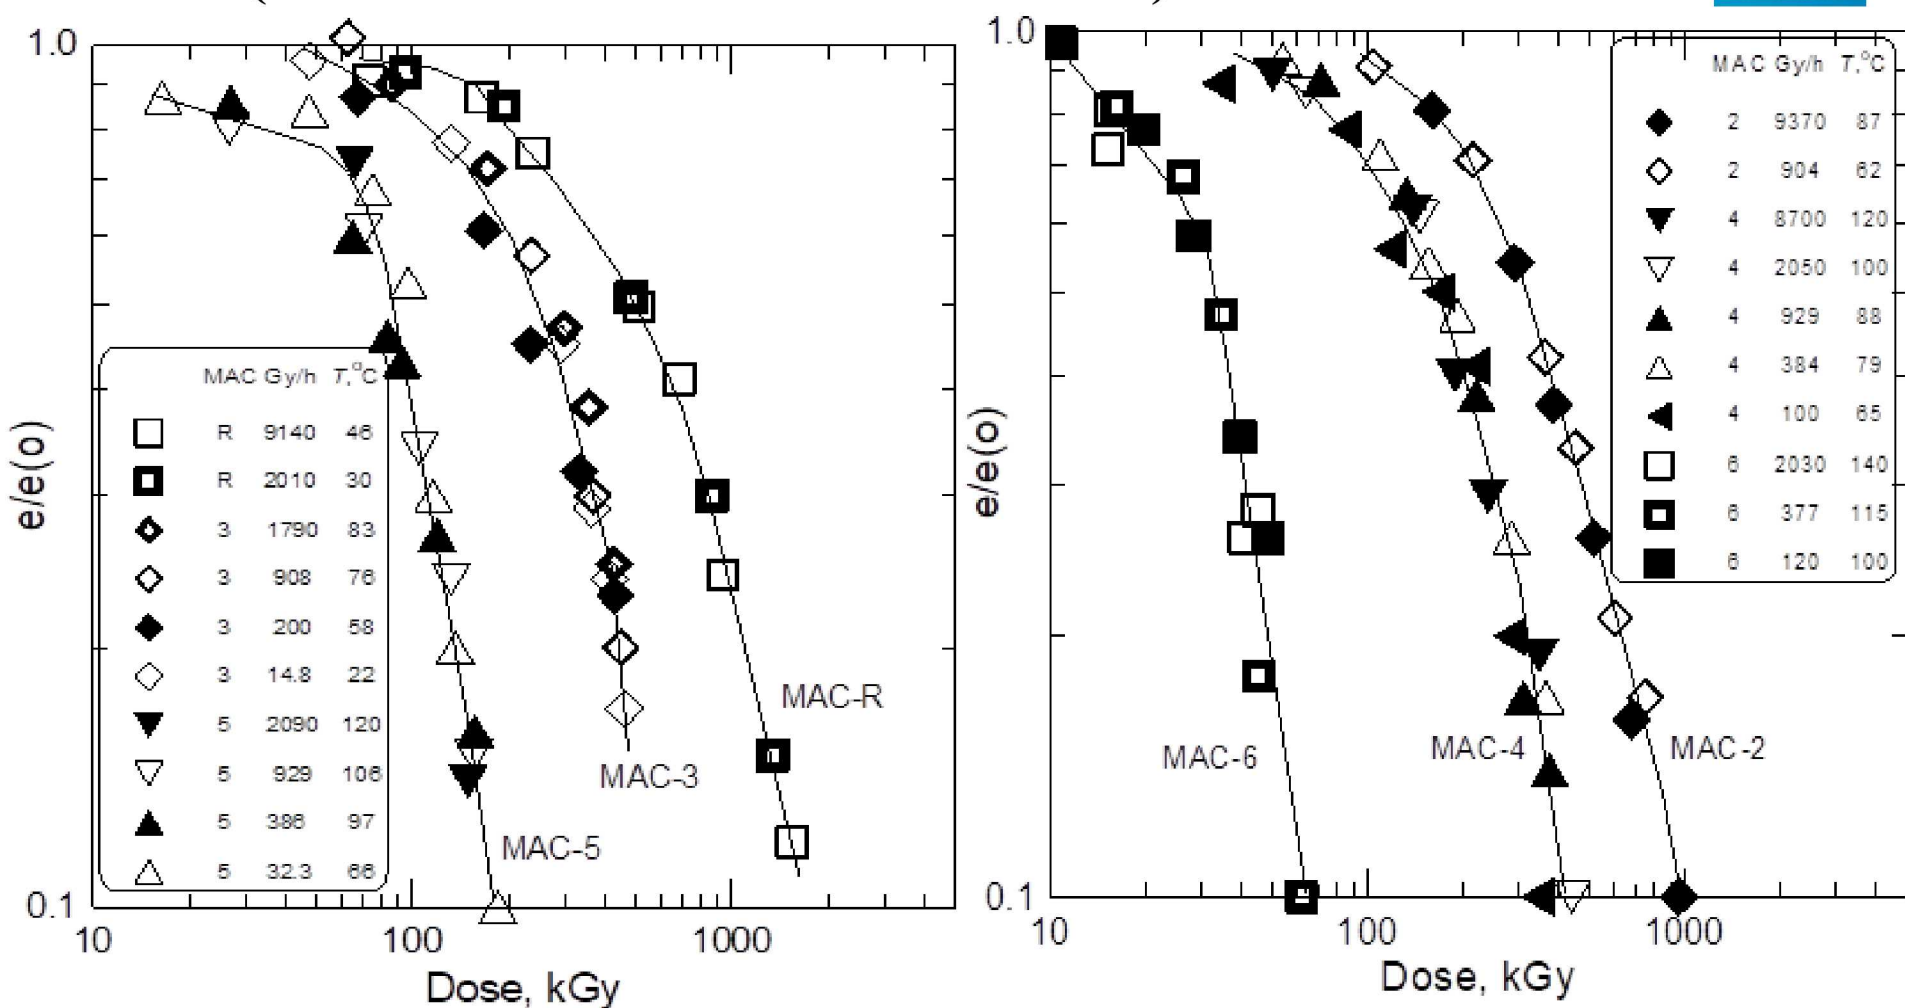 1.0
MAC Gy/h T,°C
R 9140 46
R 2010 30
3 1790 83
3 908 76
3 200 58
3 14.8 22
5 2090 120
5 929 106
5 386 97
5 32.3 66
MAC-R
MAC-3
MAC-5
e/e(o)
0.1
10 100 1000
Dose, kGy
1.0
MAC Gy/h T,°C
2 9370 87
2 904 62
4 8700 120
4 2050 100
4 929 88
4 384 79
4 100 65
6 2030 140
6 377 115
6 120 100
MAC-6
MAC-4
MAC-2
e/e(o)
0.1
10 100 1000
Dose, kGy